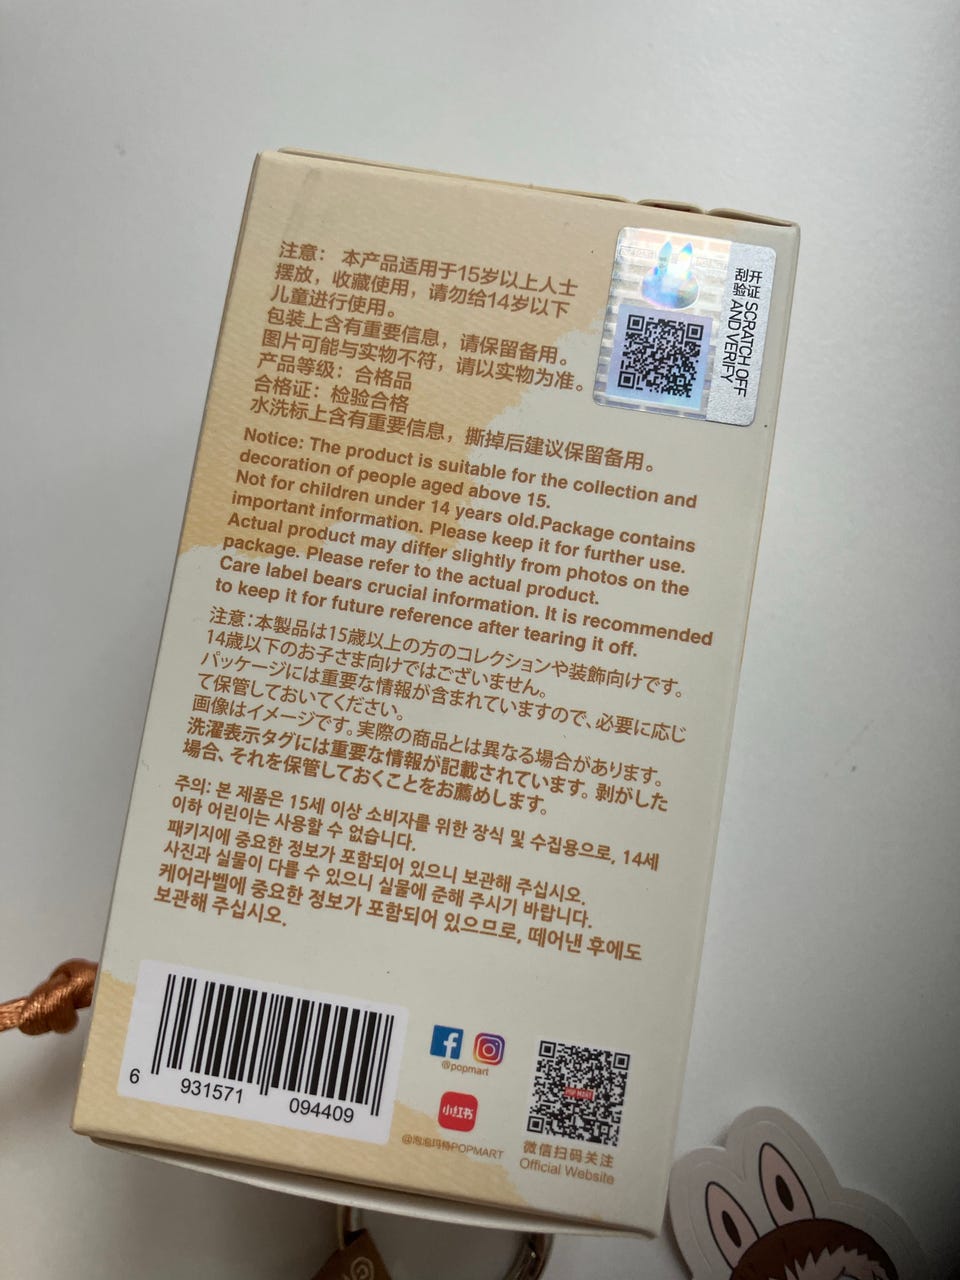 注意： 本产品适用于15岁以上人士
摆放，收藏使用，请勿给14岁以下
儿童进行使用。
包装上含有重要信息，请保留备用。
图片可能与实物不符，请以实物为准。
产品等级：合格品
合格证：检验合格
水洗标上含有重要信息，撕掉后建议保留备用。
Notice: The product is suitable for the collection and
decoration of people aged above 15.
Not for children under 14 years old.Package contains
important information. Please keep it for further use.
Actual product may differ slightly from photos on the
package. Please refer to the actual product.
Care label bears crucial information. It is recommended
to keep it for future reference after tearing it off.
注意:本製品は15歳以上の方のコレクションや装飾向けです。
14歳以下のお子さま向けではございません。
パッケージには重要な情報が含まれていますので、必要に応じ
て保管しておいてください。
画像はイメージです。実際の商品とは異なる場合があります。
洗濯表示タグには重要な情報が記載されています。剥がした
場合、それを保管しておくことをお薦めします。
주의: 본 제품은 15세 이상 소비자를 위한 장식 및 수집용으로, 14세
이하 어린이는 사용할 수 없습니다.
패키지에 중요한 정보가 포함되어 있으니 보관해 주십시오.
사진과 실물이 다를 수 있으니 실물에 준해 주시기 바랍니다.
케어라벨에 중요한 정보가 포함되어 있으므로, 떼어낸 후에도
보관해 주십시오.
开证 SCRATCH OFF
刮验 AND VERIFY
6 931571 094409
@popmart
小红书
@泡泡玛特POPMART
POP MART
微信扫码关注
Official Website